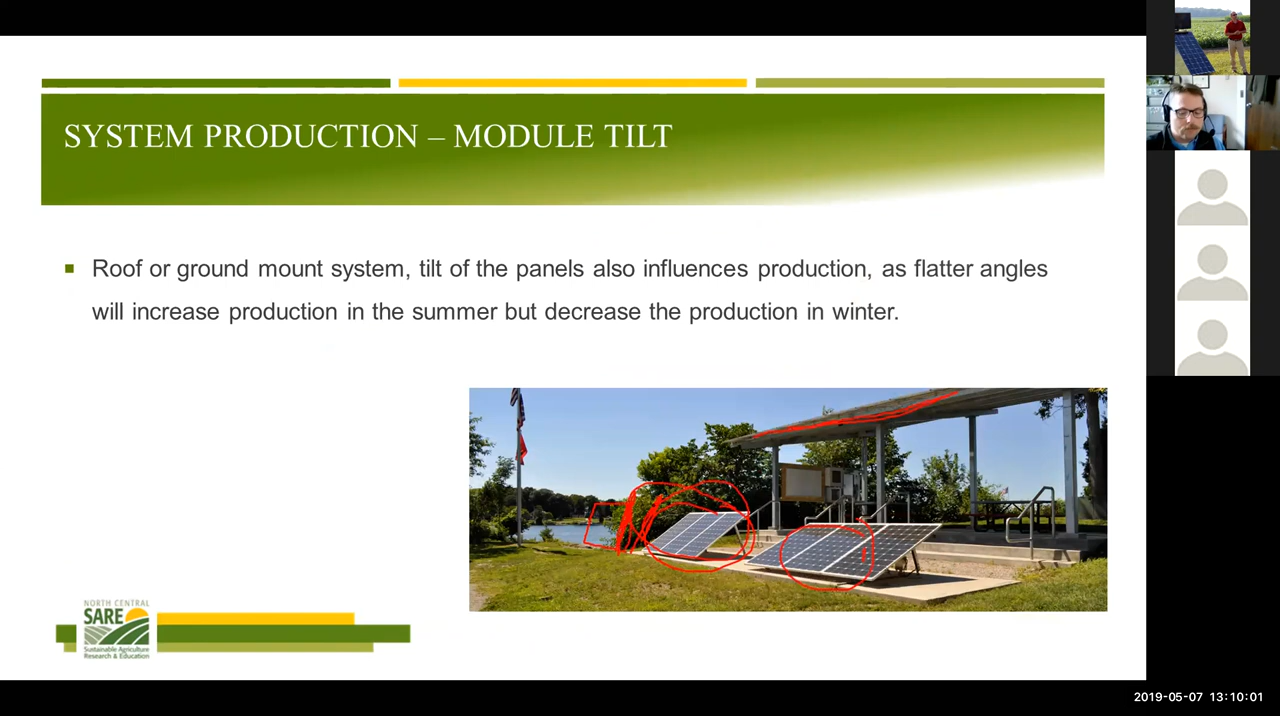 SYSTEM PRODUCTION – MODULE TILT
Roof or ground mount system, tilt of the panels also influences production, as flatter angles
will increase production in the summer but decrease the production in winter.
NORTH CENTRAL
SARE
Sustainable Agriculture
Research & Education
2019-05-07 13:10:01